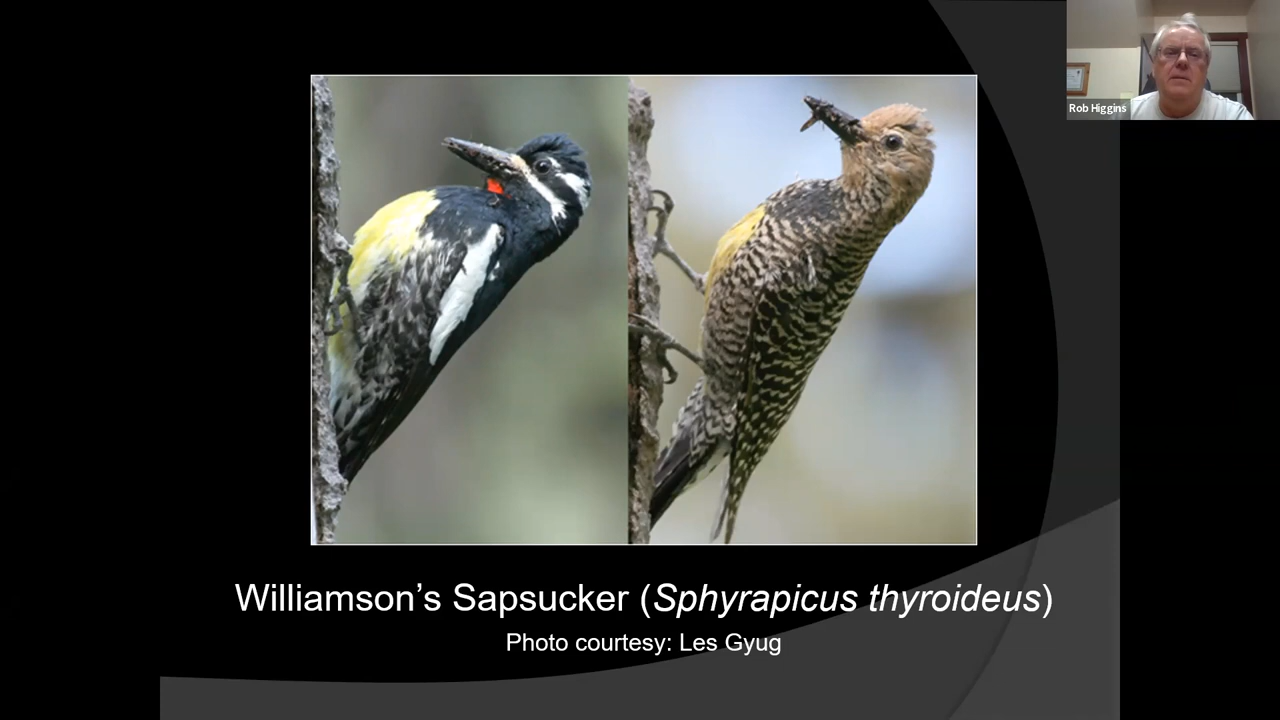 Rob Higgins
Williamson's Sapsucker (Sphyrapicus thyroideus)
Photo courtesy: Les Gyug